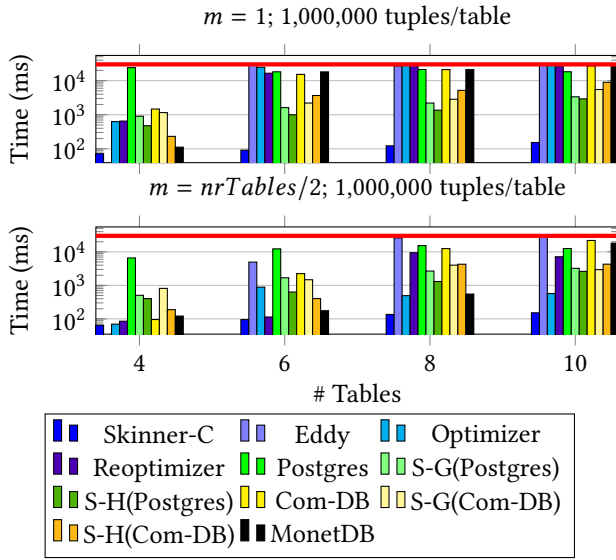 m = 1; 1,000,000 tuples/table
Time (ms)
10^4
10^3
10^2
m = nrTables/2; 1,000,000 tuples/table
Time (ms)
10^4
10^3
10^2
4 6 8 10
# Tables
Skinner-C Eddy Optimizer
Reoptimizer Postgres S-G(Postgres)
S-H(Postgres) Com-DB S-G(Com-DB)
S-H(Com-DB) MonetDB